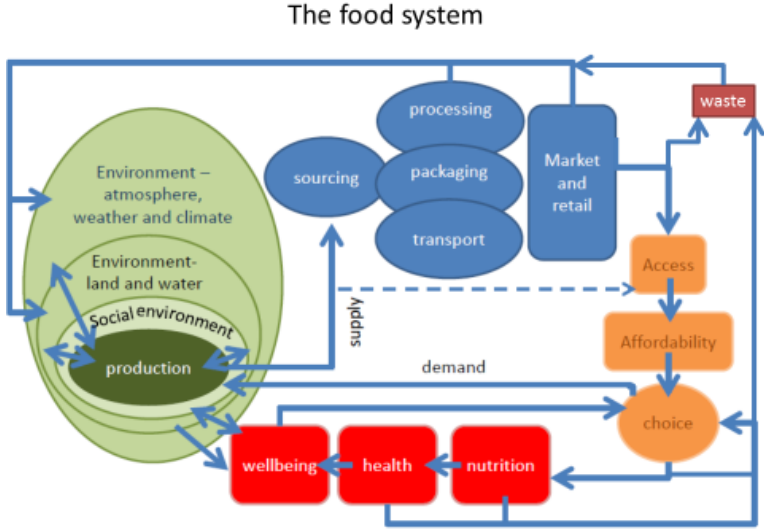 The food system
processing
waste
Environment –
atmosphere,
weather and climate
sourcing
packaging
Market
and
retail
transport
Environment-
land and water
Access
Social environment
supply
Affordability
production
demand
choice
wellbeing
health
nutrition